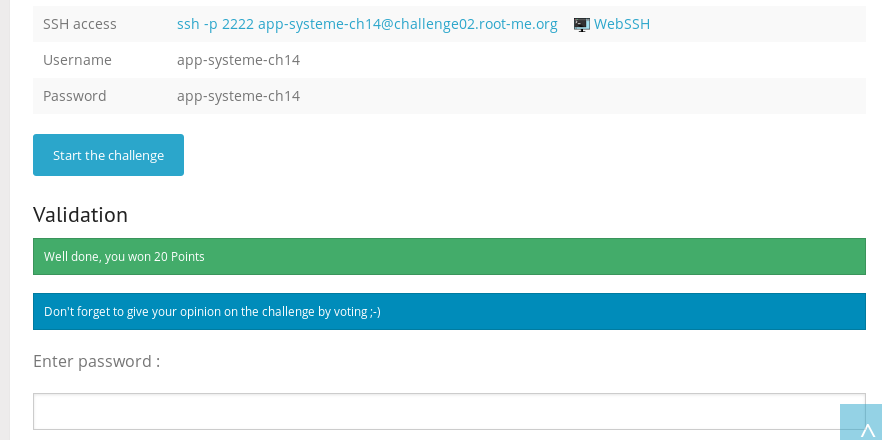 SSH access ssh -p 2222 app-systeme-ch14@challenge02.root-me.org WebSSH
Username app-systeme-ch14
Password app-systeme-ch14
Start the challenge
Validation
Well done, you won 20 Points
Don't forget to give your opinion on the challenge by voting ;-)
Enter password :